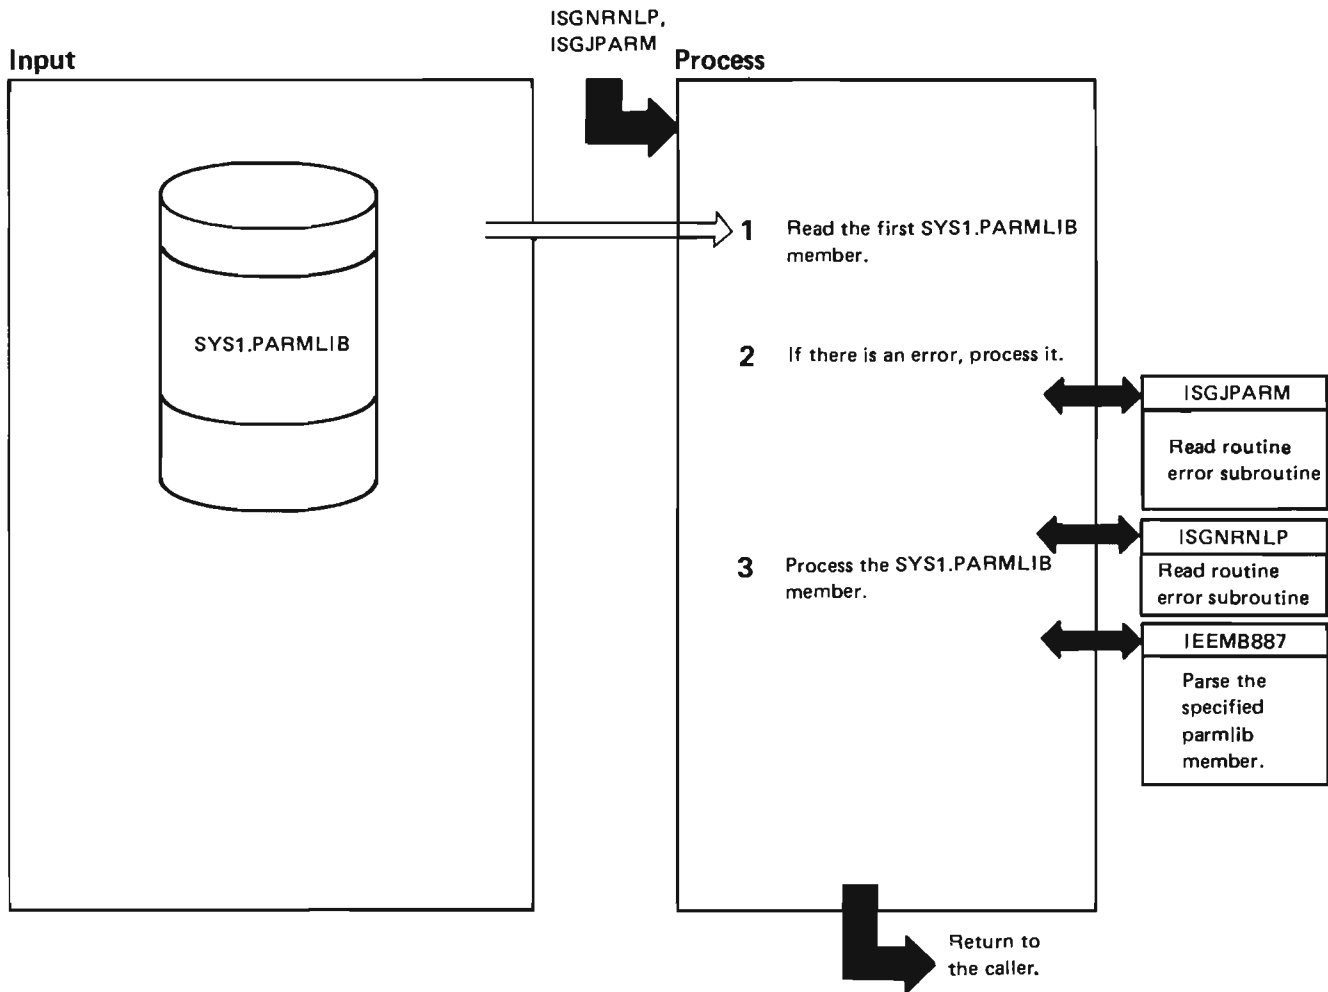 ISGNRNLP,
ISGJPARM
Input
Process
SYS1.PARMLIB
1 Read the first SYS1.PARMLIB
member.
2 If there is an error, process it.
ISGJPARM
Read routine
error subroutine
ISGNRNLP
Read routine
error subroutine
3 Process the SYS1.PARMLIB
member.
IEEMB887
Parse the
specified
parmlib
member.
Return to
the caller.